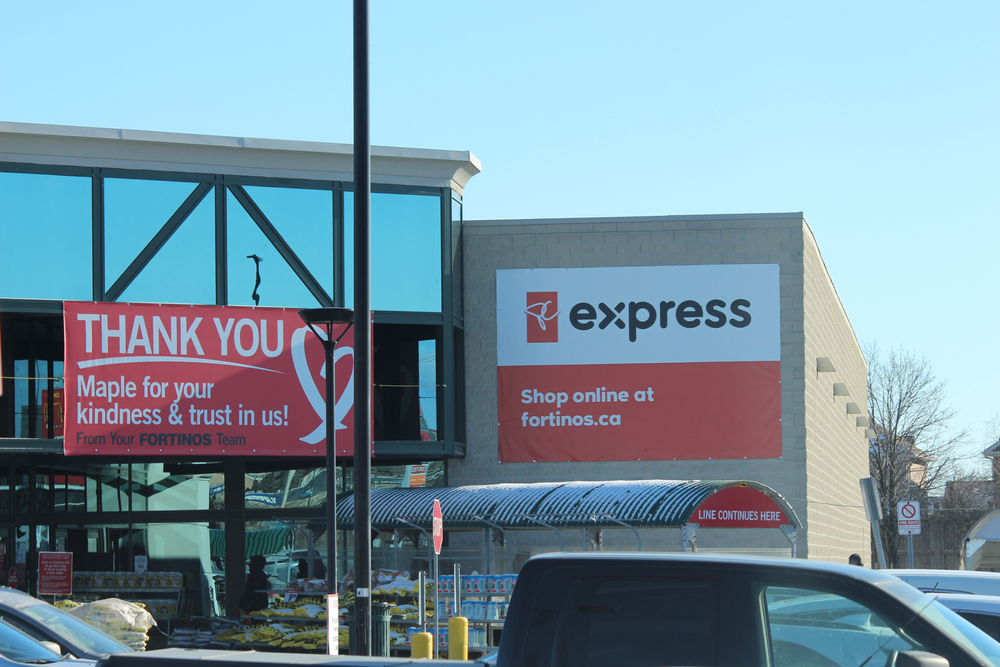 THANK YOU
Maple for your
kindness & trust in us!
From Your FORTINOS Team
express
Shop online at
fortinos.ca
LINE CONTINUES HERE